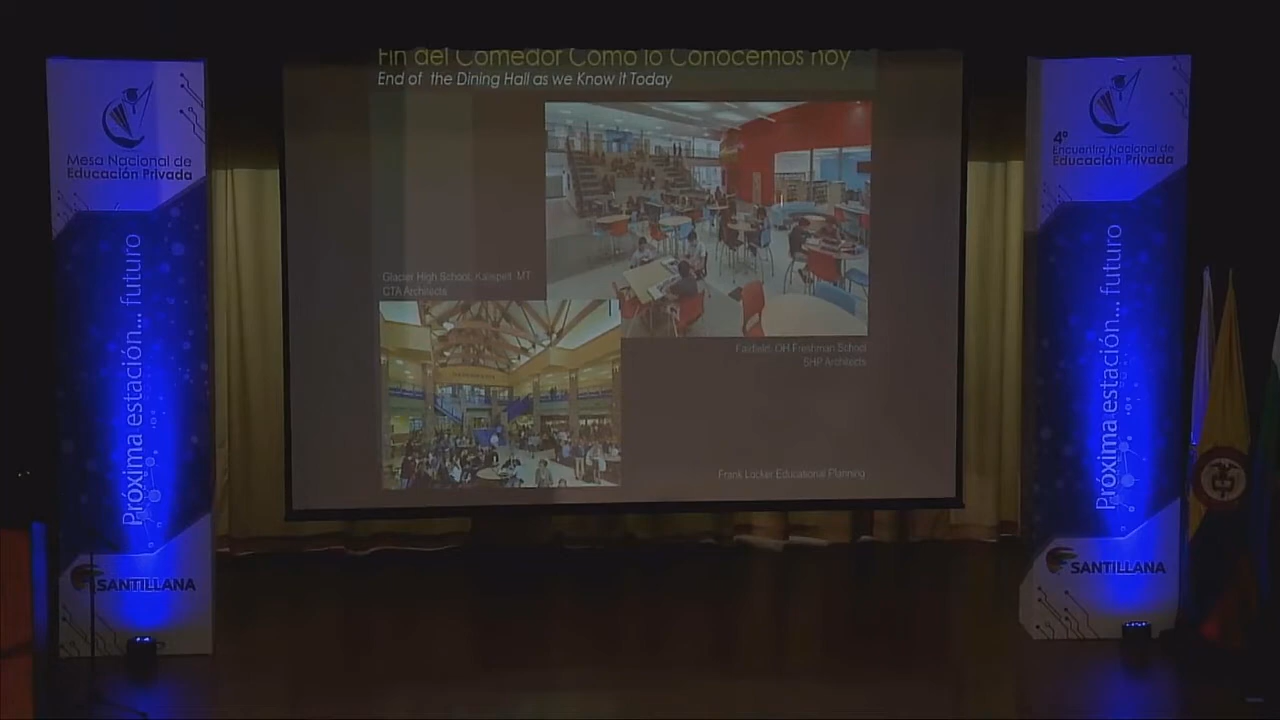 Mesa Nacional de
Educación Privada
Próxima estación... futuro
SANTILLANA
Fin del Comedor Como lo Conocemos hoy
End of the Dining Hall as we Know it Today
Glacier High School, Kalispell, MT
CTA Architects
Fairfield, OH Freshman School
SHP Architects
Frank Locker Educational Planning
4º
Encuentro Nacional de
Educación Privada
Próxima estación... futuro
SANTILLANA